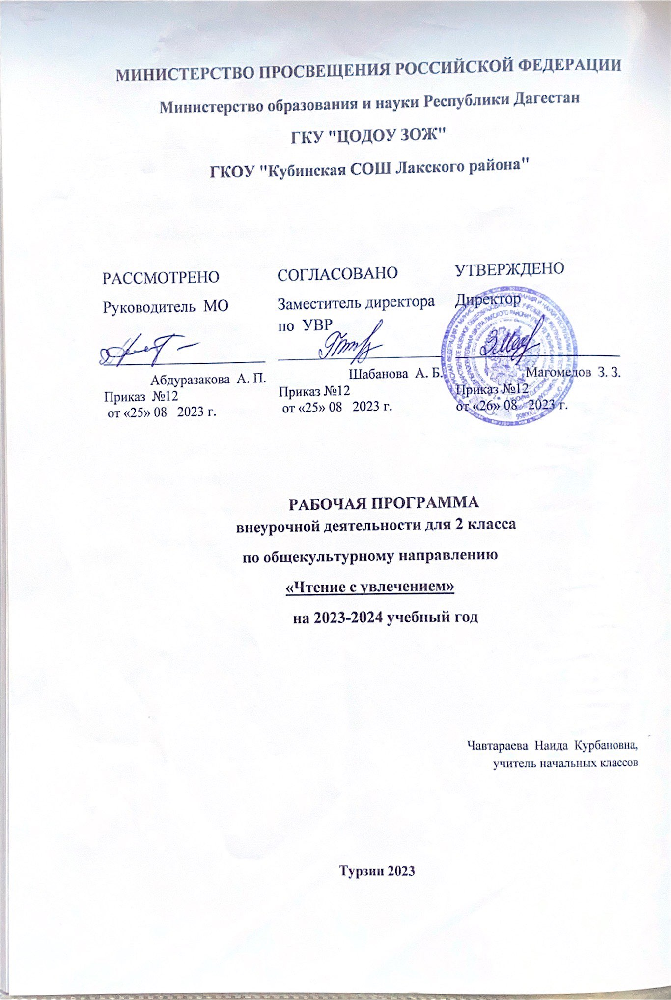 МИНИСТЕРСТВО ПРОСВЕЩЕНИЯ РОССИЙСКОЙ ФЕДЕРАЦИИ
Министерство образования и науки Республики Дагестан
ГКУ "ЦОДОУ ЗОЖ"
ГКОУ "Кубинская СОШ Лакского района"
РАССМОТРЕНО
Руководитель МО
Абдуразакова А. П.
Приказ №12
от «25» 08 2023 г.
СОГЛАСОВАНО
Заместитель директора
по УВР
Шабанова А. Б.
Приказ №12
от «25» 08 2023 г.
УТВЕРЖДЕНО
Директор
Магомедов З. З.
Приказ №12
от «26» 08 2023 г.
РАБОЧАЯ ПРОГРАММА
внеурочной деятельности для 2 класса
по общекультурному направлению
«Чтение с увлечением»
на 2023-2024 учебный год
Чавтараева Наида Курбановна,
учитель начальных классов
Турзин 2023